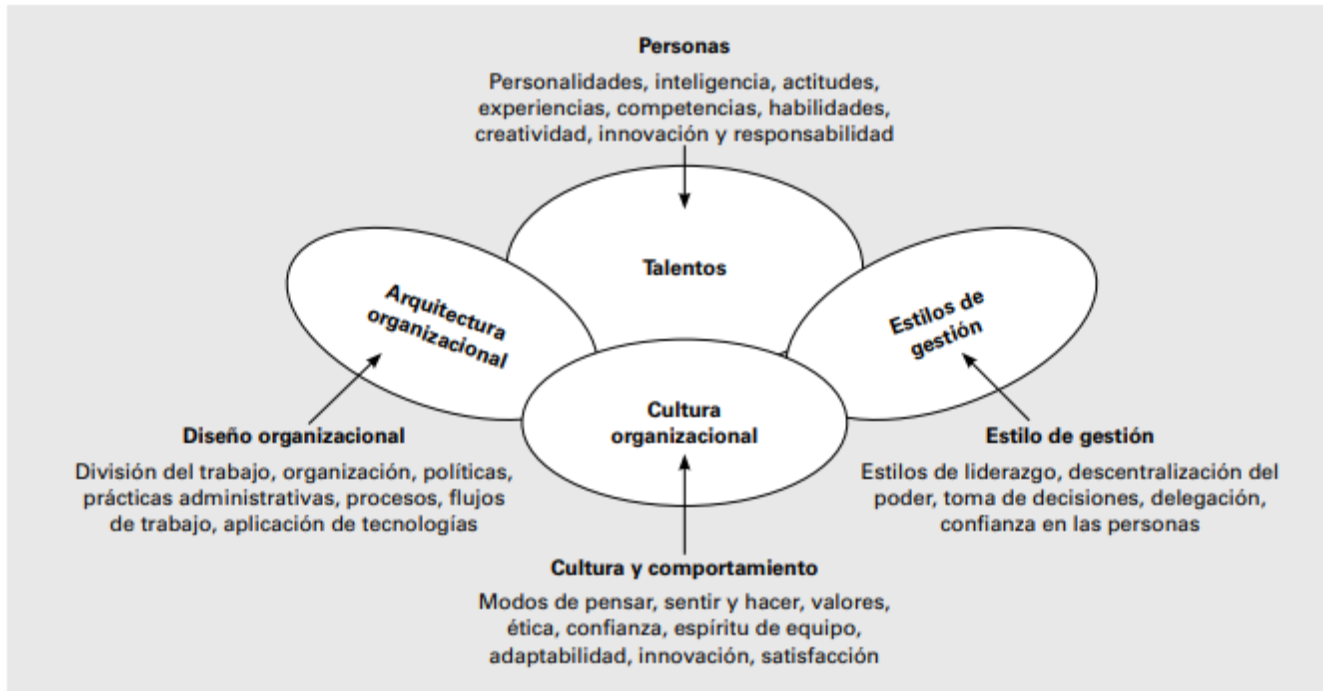 Personas
Personalidades, inteligencia, actitudes,
experiencias, competencias, habilidades,
creatividad, innovación y responsabilidad
Talentos
Arquitectura
organizacional
Estilos de
gestión
Cultura
organizacional
Diseño organizacional
División del trabajo, organización, políticas,
prácticas administrativas, procesos, flujos
de trabajo, aplicación de tecnologías
Estilo de gestión
Estilos de liderazgo, descentralización del
poder, toma de decisiones, delegación,
confianza en las personas
Cultura y comportamiento
Modos de pensar, sentir y hacer, valores,
ética, confianza, espíritu de equipo,
adaptabilidad, innovación, satisfacción